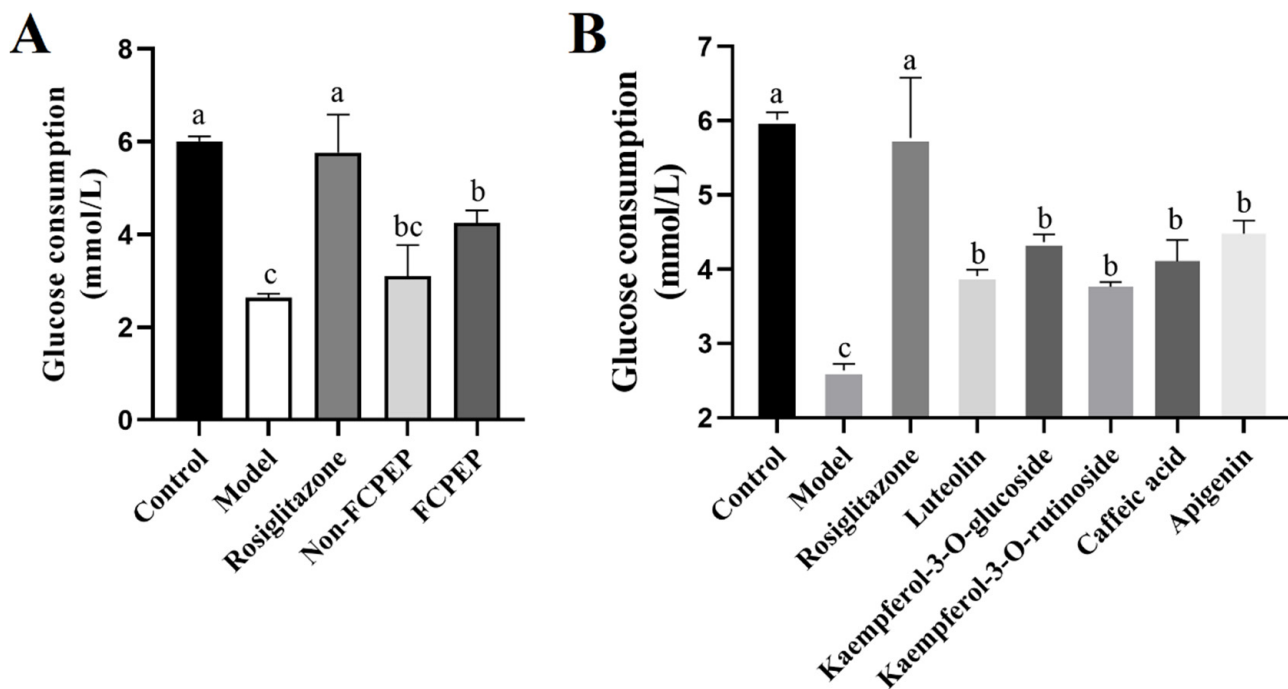 A
Glucose consumption
(mmol/L)
8
6
4
2
0
a
c
a
bc
b
Control
Model
Rosiglitazone
Non-FCPEP
FCPEP
B
Glucose consumption
(mmol/L)
7
6
5
4
3
2
a
c
a
b
b
b
b
b
Control
Model
Rosiglitazone
Luteolin
Kaempferol-3-O-glucoside
Kaempferol-3-O-rutinoside
Caffeic acid
Apigenin